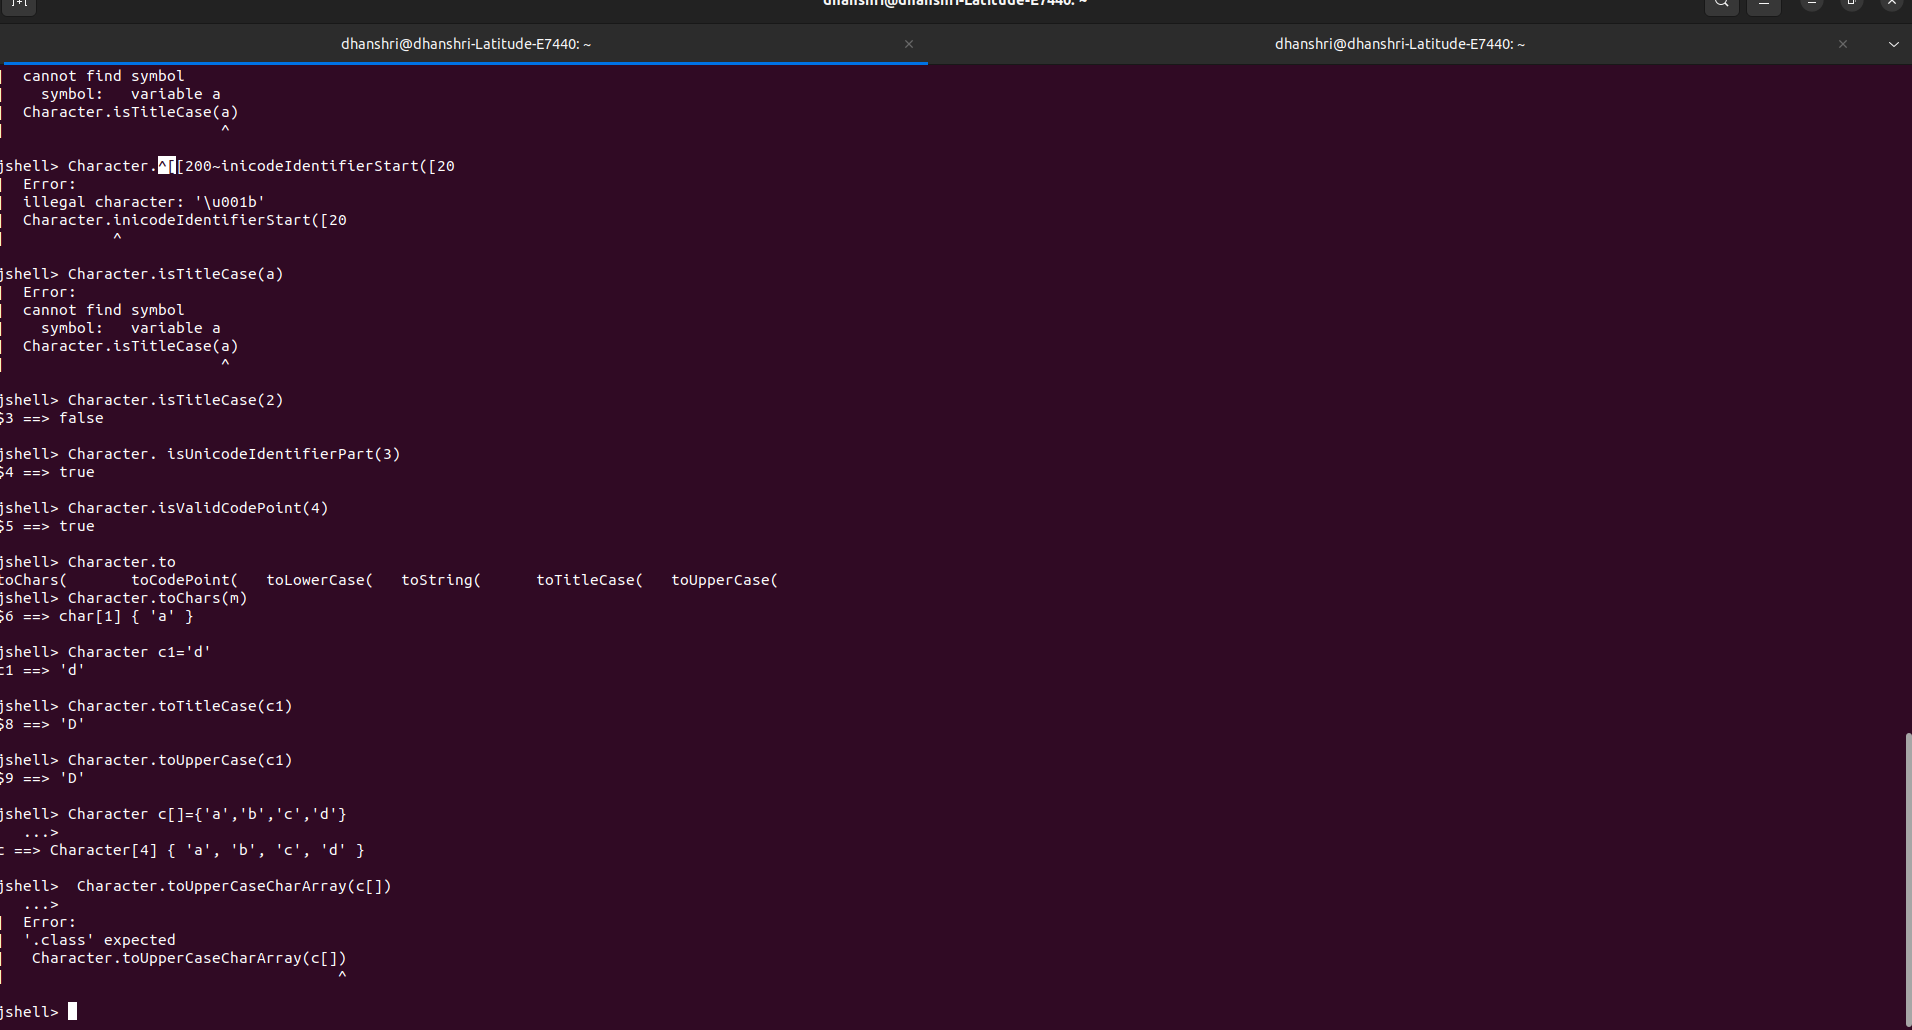 dhanshri@dhanshri-Latitude-E7440: ~
dhanshri@dhanshri-Latitude-E7440: ~
dhanshri@dhanshri-Latitude-E7440: ~
|  cannot find symbol
|    symbol:   variable a
|  Character.isTitleCase(a)
|                        ^
jshell> Character.^[[200~inicodeIdentifierStart([20
|  Error:
|  illegal character: '\u001b'
|  Character.inicodeIdentifierStart([20
|            ^
jshell> Character.isTitleCase(a)
|  Error:
|  cannot find symbol
|    symbol:   variable a
|  Character.isTitleCase(a)
|                        ^
jshell> Character.isTitleCase(2)
$3 ==> false
jshell> Character. isUnicodeIdentifierPart(3)
$4 ==> true
jshell> Character.isValidCodePoint(4)
$5 ==> true
jshell> Character.to
toChars(       toCodePoint(   toLowerCase(   toString(      toTitleCase(   toUpperCase(
jshell> Character.toChars(m)
$6 ==> char[1] { 'a' }
jshell> Character c1='d'
c1 ==> 'd'
jshell> Character.toTitleCase(c1)
$8 ==> 'D'
jshell> Character.toUpperCase(c1)
$9 ==> 'D'
jshell> Character c[]={'a','b','c','d'}
   ...>
c ==> Character[4] { 'a', 'b', 'c', 'd' }
jshell>  Character.toUpperCaseCharArray(c[])
   ...>
|  Error:
|  '.class' expected
|   Character.toUpperCaseCharArray(c[])
|                                     ^
jshell>